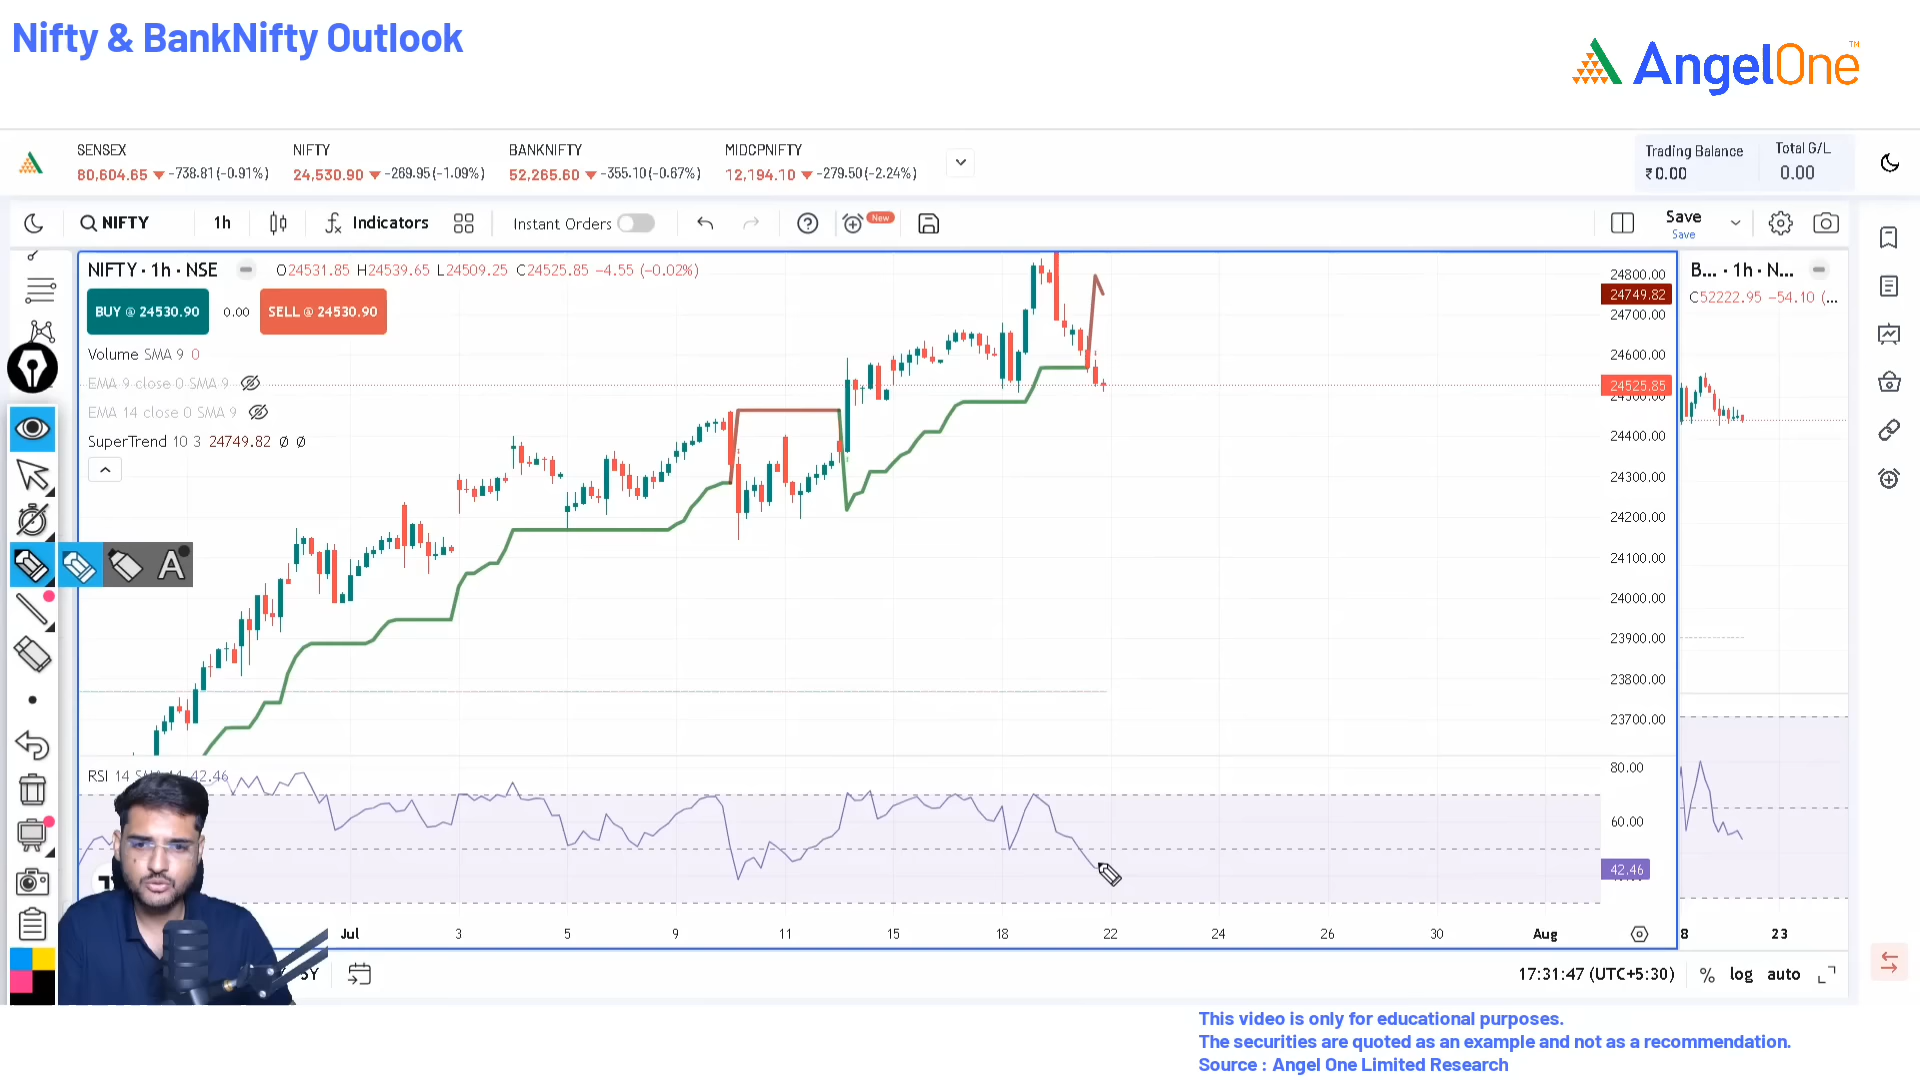 Nifty & BankNifty Outlook
AngelOne™
SENSEX
80,604.65 ▼ -738.81(-0.91%)
NIFTY
24,530.90 ▼ -269.95(-1.09%)
BANKNIFTY
52,265.60 ▼ -355.10(-0.67%)
MIDCPNIFTY
12,194.10 ▼ -279.50(-2.24%)
Trading Balance
₹0.00
Total G/L
0.00
NIFTY
1h
Indicators
Instant Orders
New
Save
Save
NIFTY · 1h · NSE
O24531.85 H24539.65 L24509.25 C24525.85 −4.55 (−0.02%)
BUY @ 24530.90
0.00
SELL @ 24530.90
Volume SMA 9 0
EMA 9 close 0 SMA 9
EMA 14 close 0 SMA 9
SuperTrend 10 3 24749.82 Ø Ø
A
B... · 1h · N...
C52222.95 −54.10 (...
24800.00
24749.82
24700.00
24600.00
24525.85
24500.00
24400.00
24300.00
24200.00
24100.00
24000.00
23900.00
23800.00
23700.00
RSI 14 42.46
80.00
60.00
42.46
Jul
3
5
9
11
15
18
22
24
26
30
Aug
8
23
5Y
17:31:47 (UTC+5:30)
%
log
auto
This video is only for educational purposes.
The securities are quoted as an example and not as a recommendation.
Source : Angel One Limited Research